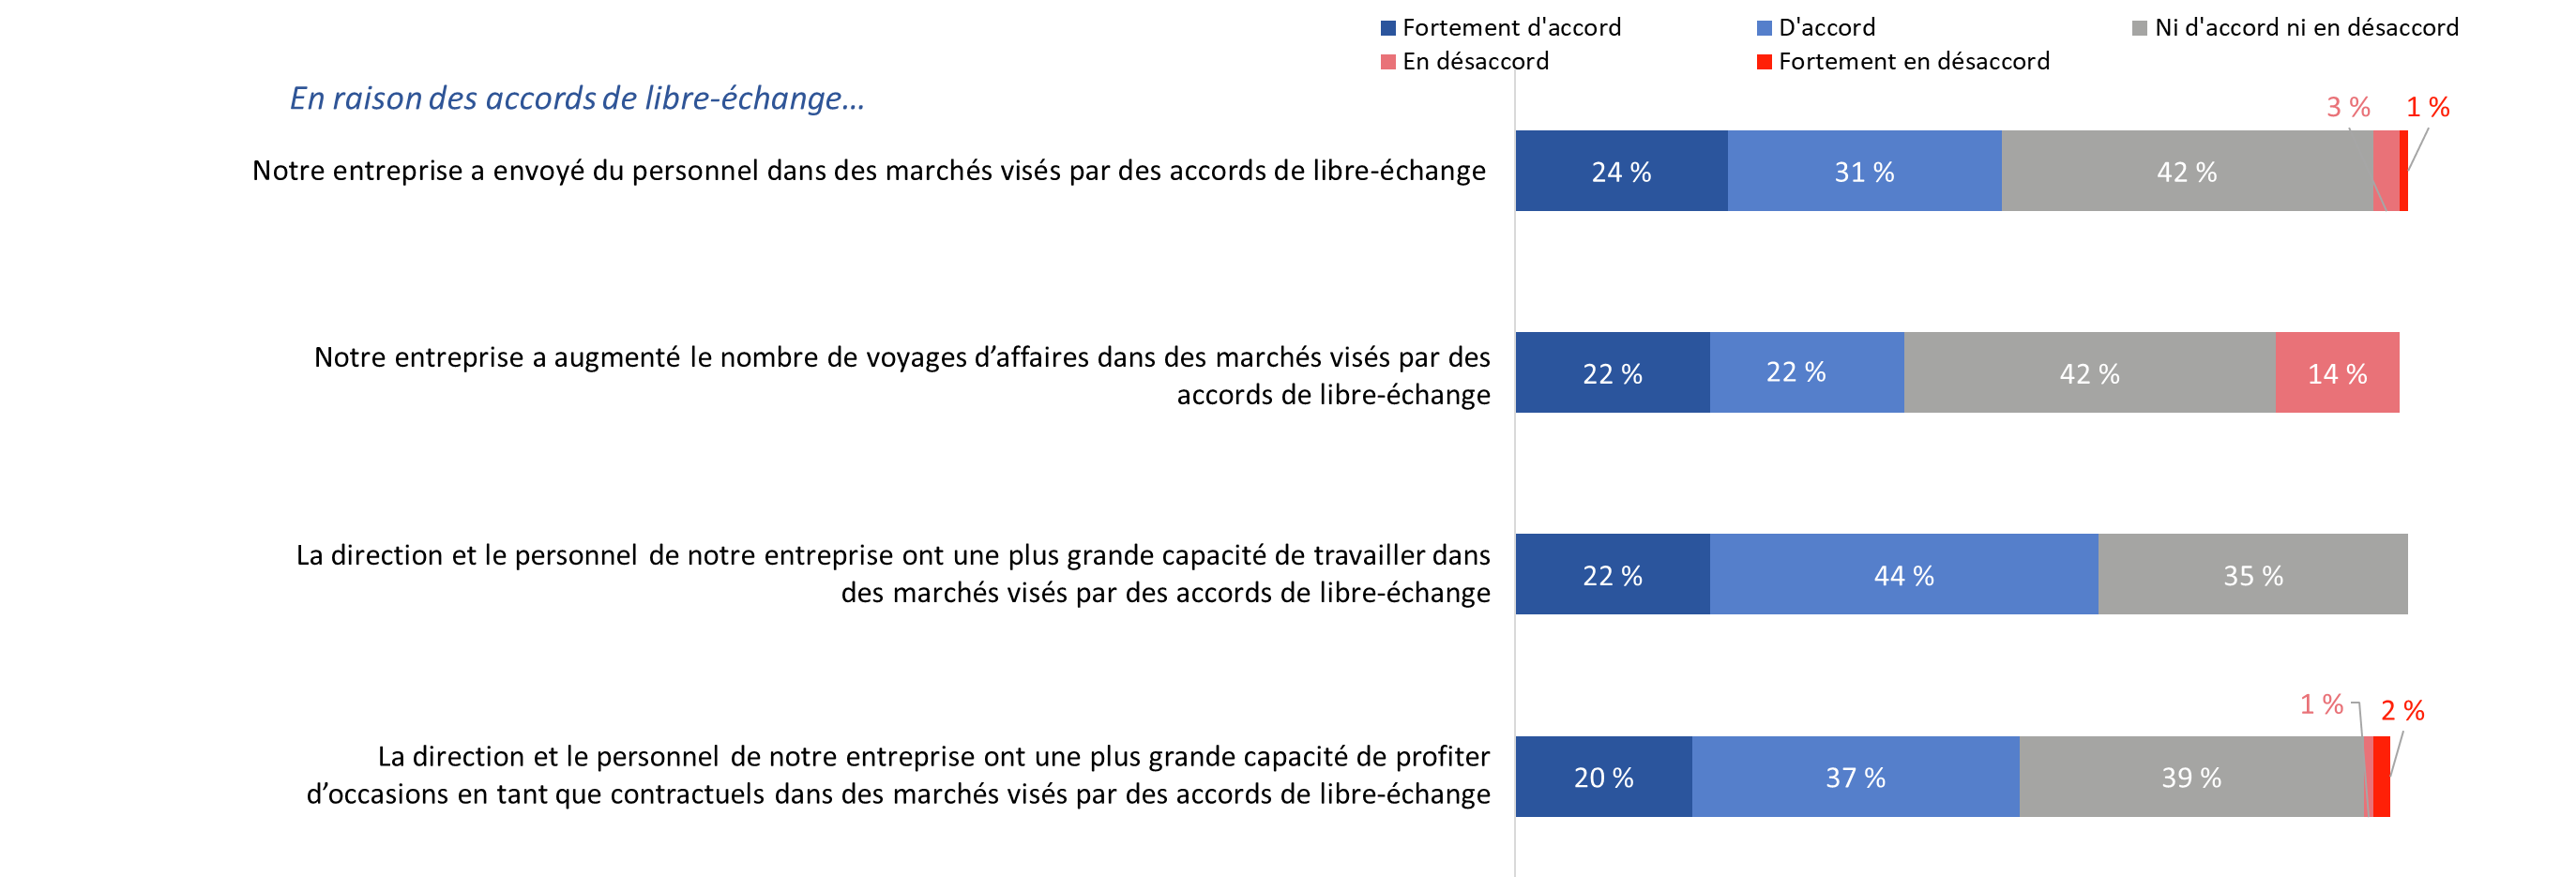 Fortement d'accord D'accord Ni d'accord ni en désaccord
En désaccord Fortement en désaccord
En raison des accords de libre-échange...
3 % 1 %
Notre entreprise a envoyé du personnel dans des marchés visés par des accords de libre-échange
24 % 31 % 42 %
Notre entreprise a augmenté le nombre de voyages d’affaires dans des marchés visés par des
accords de libre-échange
22 % 22 % 42 % 14 %
La direction et le personnel de notre entreprise ont une plus grande capacité de travailler dans
des marchés visés par des accords de libre-échange
22 % 44 % 35 %
1 % 2 %
La direction et le personnel de notre entreprise ont une plus grande capacité de profiter
d’occasions en tant que contractuels dans des marchés visés par des accords de libre-échange
20 % 37 % 39 %